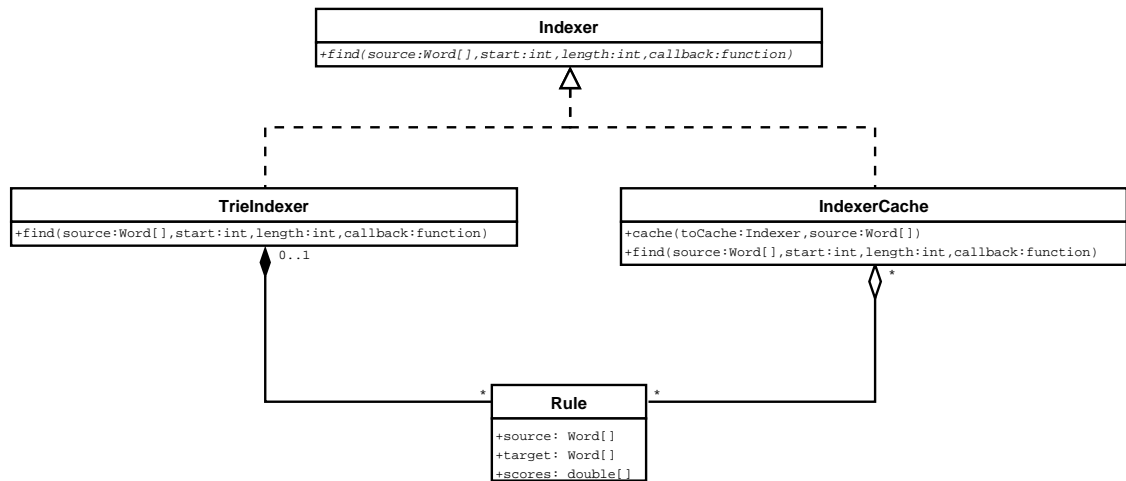 Indexer
+find(source:Word[],start:int,length:int,callback:function)
TrieIndexer
+find(source:Word[],start:int,length:int,callback:function)
0..1
IndexerCache
+cache(toCache:Indexer,source:Word[])
+find(source:Word[],start:int,length:int,callback:function)
*
*
Rule
*
+source: Word[]
+target: Word[]
+scores: double[]